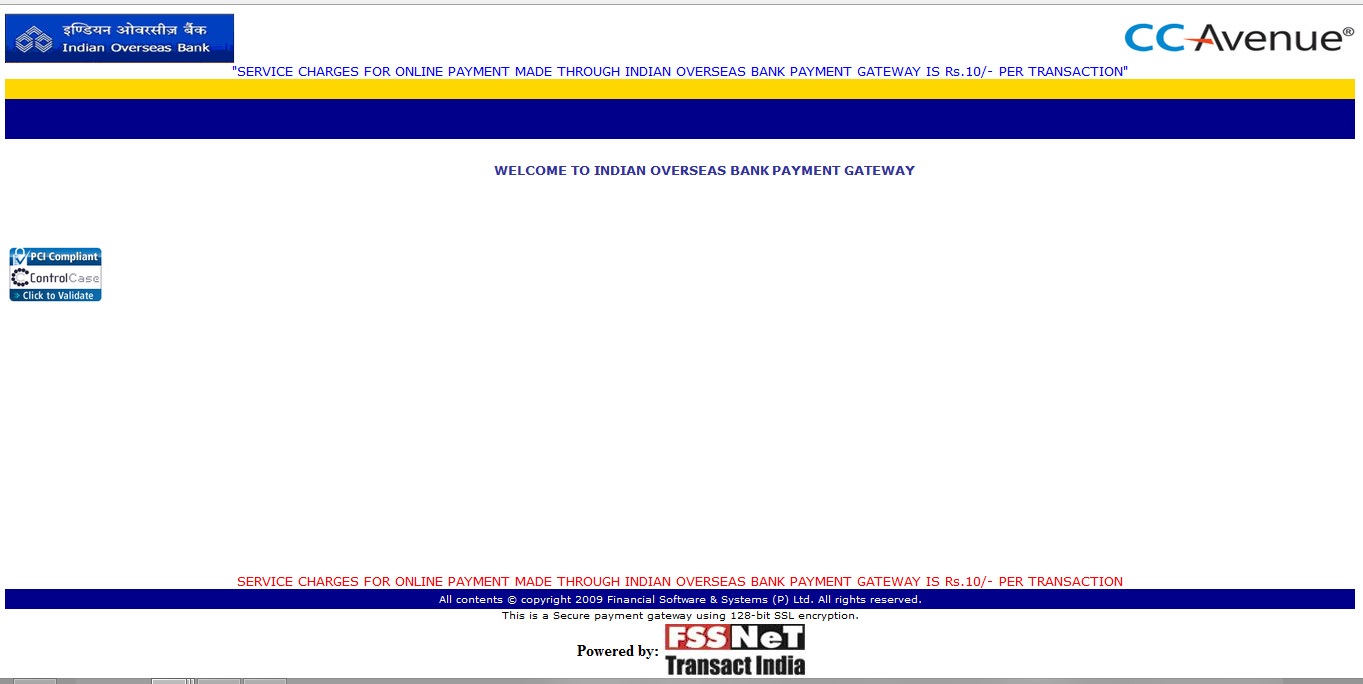 इण्डियन ओवरसीज़ बैंक
Indian Overseas Bank
CCAvenue®
"SERVICE CHARGES FOR ONLINE PAYMENT MADE THROUGH INDIAN OVERSEAS BANK PAYMENT GATEWAY IS Rs.10/- PER TRANSACTION"
WELCOME TO INDIAN OVERSEAS BANK PAYMENT GATEWAY
PCI Compliant
ControlCase
> Click to Validate
SERVICE CHARGES FOR ONLINE PAYMENT MADE THROUGH INDIAN OVERSEAS BANK PAYMENT GATEWAY IS Rs.10/- PER TRANSACTION
All contents © copyright 2009 Financial Software & Systems (P) Ltd. All rights reserved.
This is a Secure payment gateway using 128-bit SSL encryption.
Powered by: FSSNeT
Transact India